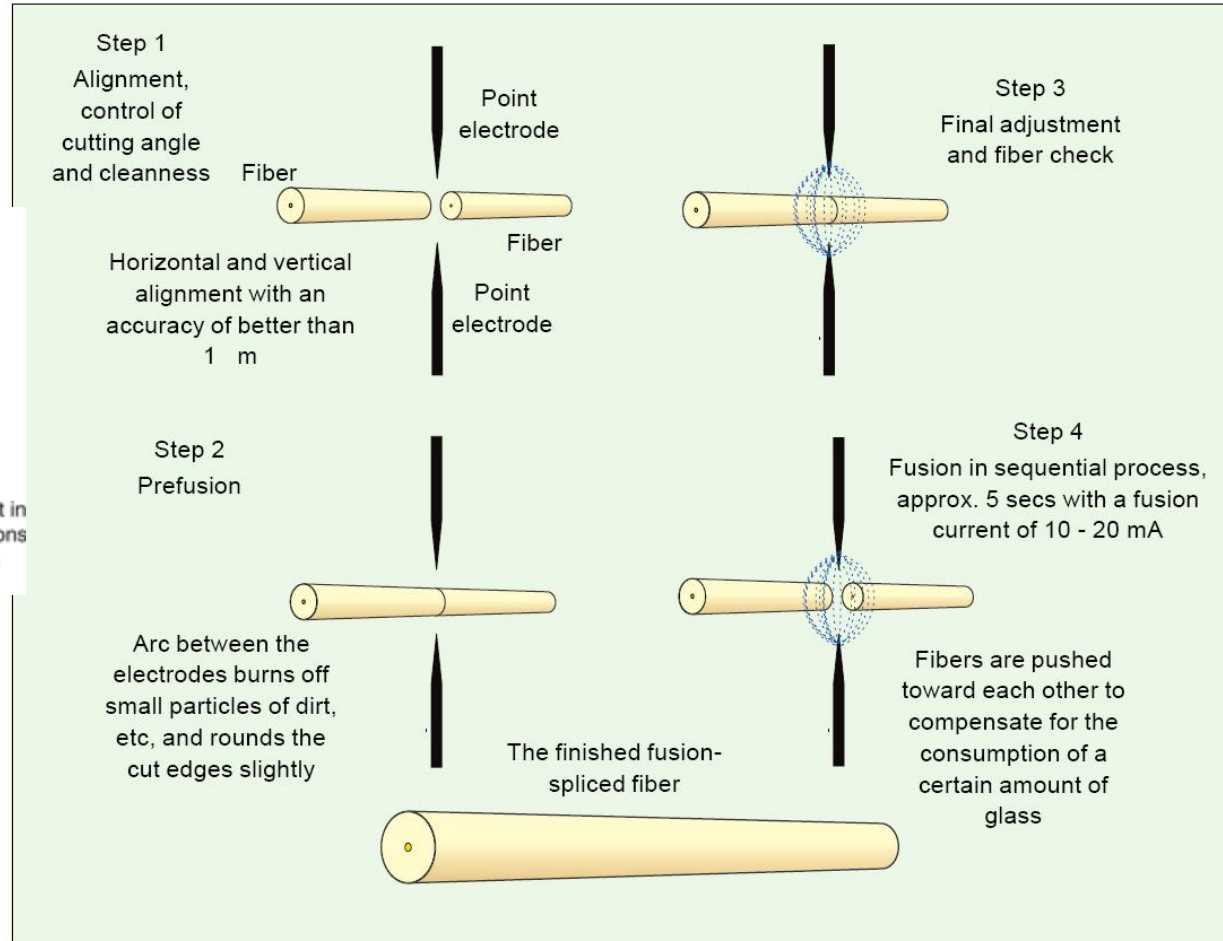 Step 1
Alignment,
control of
cutting angle
and cleanness
Fiber
Point
electrode
Fiber
Horizontal and vertical
alignment with an
accuracy of better than
1 m
Point
electrode
Step 3
Final adjustment
and fiber check
Step 2
Prefusion
Arc between the
electrodes burns off
small particles of dirt,
etc, and rounds the
cut edges slightly
Step 4
Fusion in sequential process,
approx. 5 secs with a fusion
current of 10 - 20 mA
Fibers are pushed
toward each other to
compensate for the
consumption of a
certain amount of
glass
The finished fusion-
spliced fiber
in